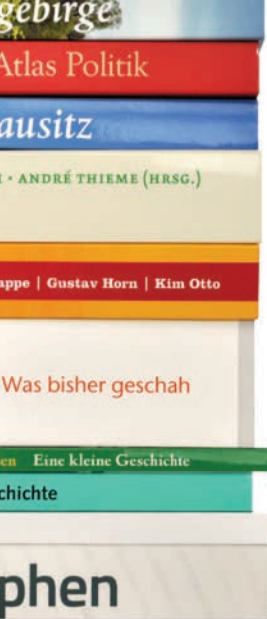 gebirge
Atlas Politik
ausitz
• ANDRÉ THIEME (HRSG.)
appe | Gustav Horn | Kim Otto
Was bisher geschah
en Eine kleine Geschichte
chichte
phen